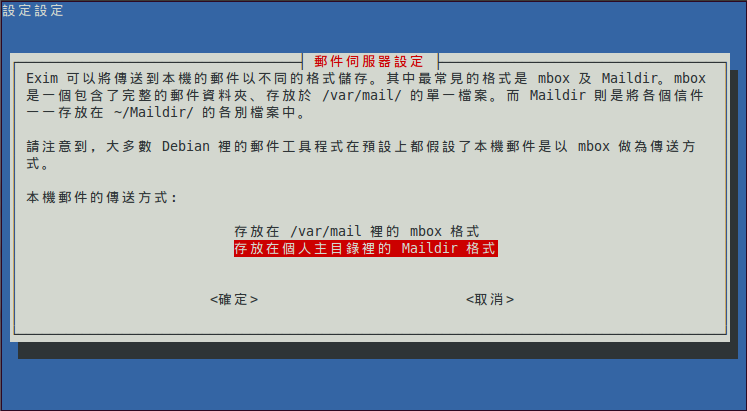 設定設定
郵件伺服器設定
Exim 可以將傳送到本機的郵件以不同的格式儲存。其中最常見的格式是 mbox 及 Maildir。mbox
是一個包含了完整的郵件資料夾、存放於 /var/mail/ 的單一檔案。而 Maildir 則是將各個信件
一一存放在 ~/Maildir/ 的各別檔案中。
請注意到，大多數 Debian 裡的郵件工具程式在預設上都假設了本機郵件是以 mbox 做為傳送方
式。
本機郵件的傳送方式:
存放在 /var/mail 裡的 mbox 格式
存放在個人主目錄裡的 Maildir 格式
<確定> <取消>